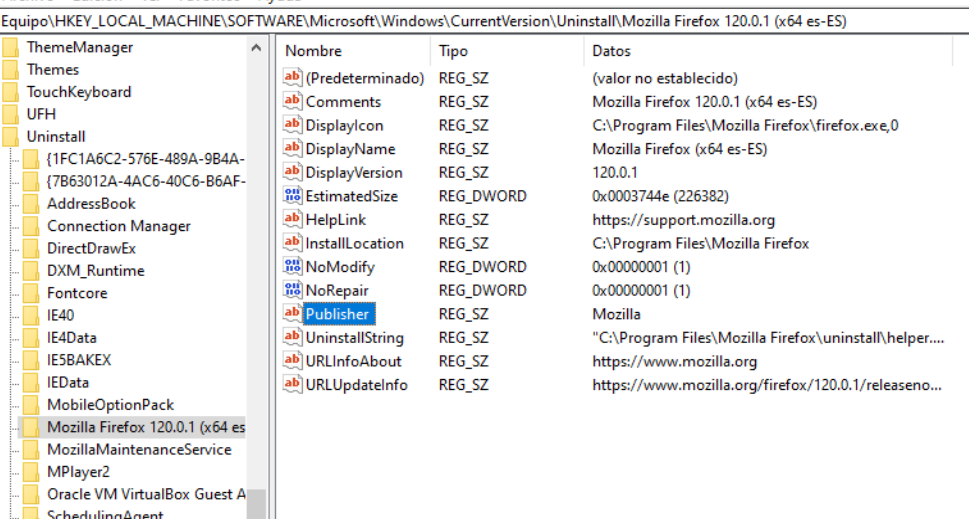 Equipo\HKEY_LOCAL_MACHINE\SOFTWARE\Microsoft\Windows\CurrentVersion\Uninstall\Mozilla Firefox 120.0.1 (x64 es-ES)
ThemeManager
Themes
TouchKeyboard
UFH
Uninstall
{1FC1A6C2-576E-489A-9B4A-
{7B63012A-4AC6-40C6-B6AF-
AddressBook
Connection Manager
DirectDrawEx
DXM_Runtime
Fontcore
IE40
IE4Data
IE5BAKEX
IEData
MobileOptionPack
Mozilla Firefox 120.0.1 (x64 es
MozillaMaintenanceService
MPlayer2
Oracle VM VirtualBox Guest A
SchedulingAgent
Nombre Tipo Datos
(Predeterminado) REG_SZ (valor no establecido)
Comments REG_SZ Mozilla Firefox 120.0.1 (x64 es-ES)
DisplayIcon REG_SZ C:\Program Files\Mozilla Firefox\firefox.exe,0
DisplayName REG_SZ Mozilla Firefox (x64 es-ES)
DisplayVersion REG_SZ 120.0.1
EstimatedSize REG_DWORD 0x0003744e (226382)
HelpLink REG_SZ https://support.mozilla.org
InstallLocation REG_SZ C:\Program Files\Mozilla Firefox
NoModify REG_DWORD 0x00000001 (1)
NoRepair REG_DWORD 0x00000001 (1)
Publisher REG_SZ Mozilla
UninstallString REG_SZ "C:\Program Files\Mozilla Firefox\uninstall\helper....
URLInfoAbout REG_SZ https://www.mozilla.org
URLUpdateInfo REG_SZ https://www.mozilla.org/firefox/120.0.1/releaseno...